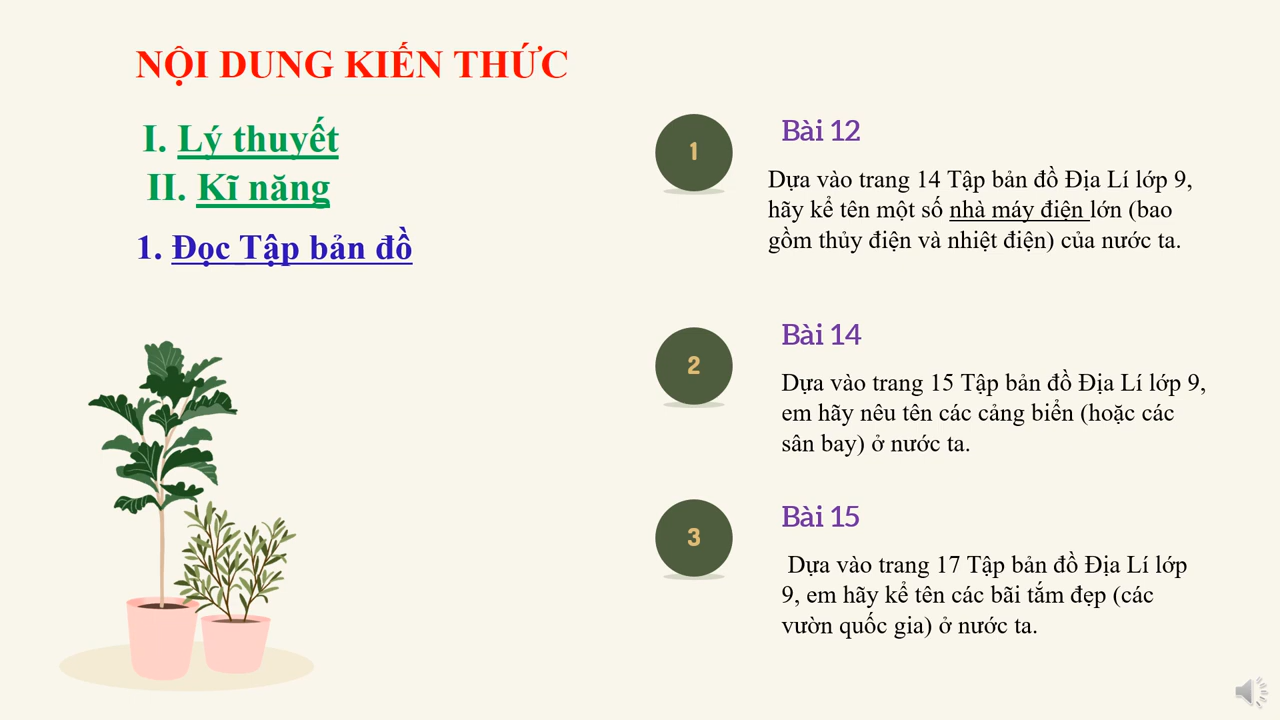 NỘI DUNG KIẾN THỨC
I. Lý thuyết
II. Kĩ năng
1. Đọc Tập bản đồ
1
Bài 12
Dựa vào trang 14 Tập bản đồ Địa Lí lớp 9,
hãy kể tên một số nhà máy điện lớn (bao
gồm thủy điện và nhiệt điện) của nước ta.
2
Bài 14
Dựa vào trang 15 Tập bản đồ Địa Lí lớp 9,
em hãy nêu tên các cảng biển (hoặc các
sân bay) ở nước ta.
3
Bài 15
Dựa vào trang 17 Tập bản đồ Địa Lí lớp
9, em hãy kể tên các bãi tắm đẹp (các
vườn quốc gia) ở nước ta.